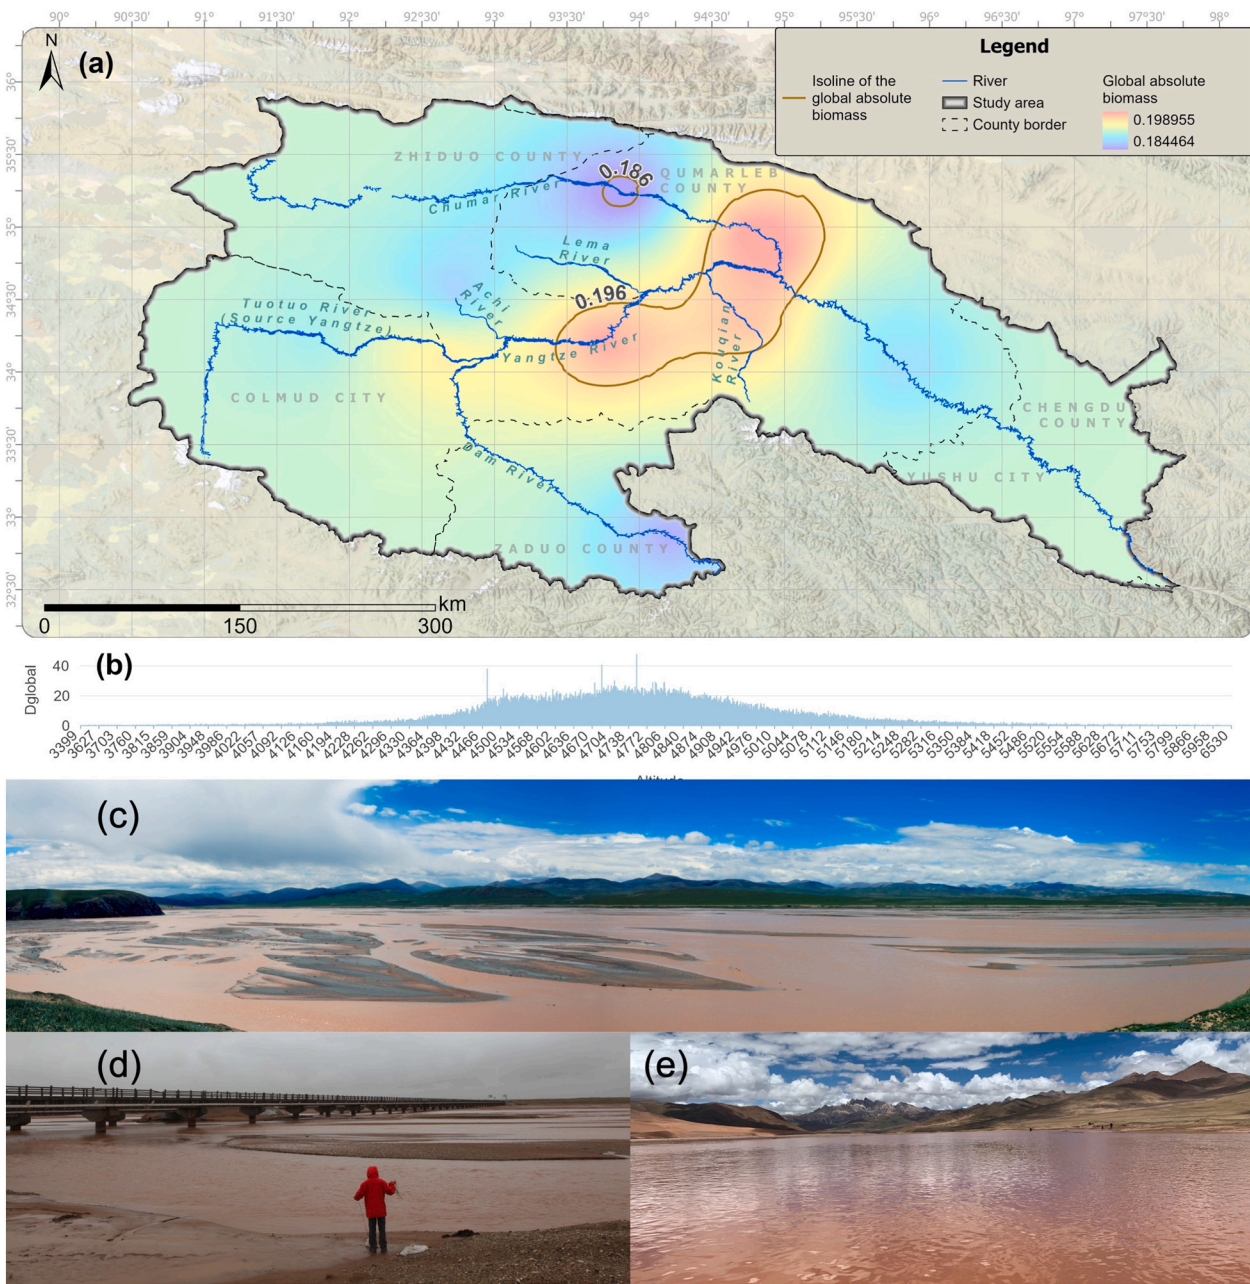 90° 90°30' 91° 91°30' 92° 92°30' 93° 93°30' 94° 94°30' 95° 95°30' 96° 96°30' 97° 97°30' 98°
N
(a)
Legend
Isoline of the
global absolute
biomass
River
Study area
County border
Global absolute
biomass
0.198955
0.184464
36°
35°30'
35°
34°30'
34°
33°30'
33°
32°30'
ZHIDUO COUNTY
0.186
QUMARLEB
COUNTY
Chumar River
Lema
River
Achi
River
0.196
Tuotuo River
(Source Yangtze)
Yangtze River
Kouqian
River
COLMUD CITY
CHENGDU
COUNTY
Dam River
YUSHU CITY
ZADUO COUNTY
km
0 150 300
(b)
Dglobal
40
20
0
3399 3627 3703 3760 3815 3859 3904 3948 3986 4022 4057 4092 4126 4160 4194 4228 4262 4296 4330 4364 4398 4432 4466 4500 4534 4568 4602 4636 4670 4704 4738 4772 4806 4840 4874 4908 4942 4976 5010 5044 5078 5112 5146 5180 5214 5248 5282 5316 5350 5384 5418 5452 5486 5520 5554 5588 5628 5672 5711 5753 5799 5866 5958 6530
Altitude
(c)
(d)
(e)